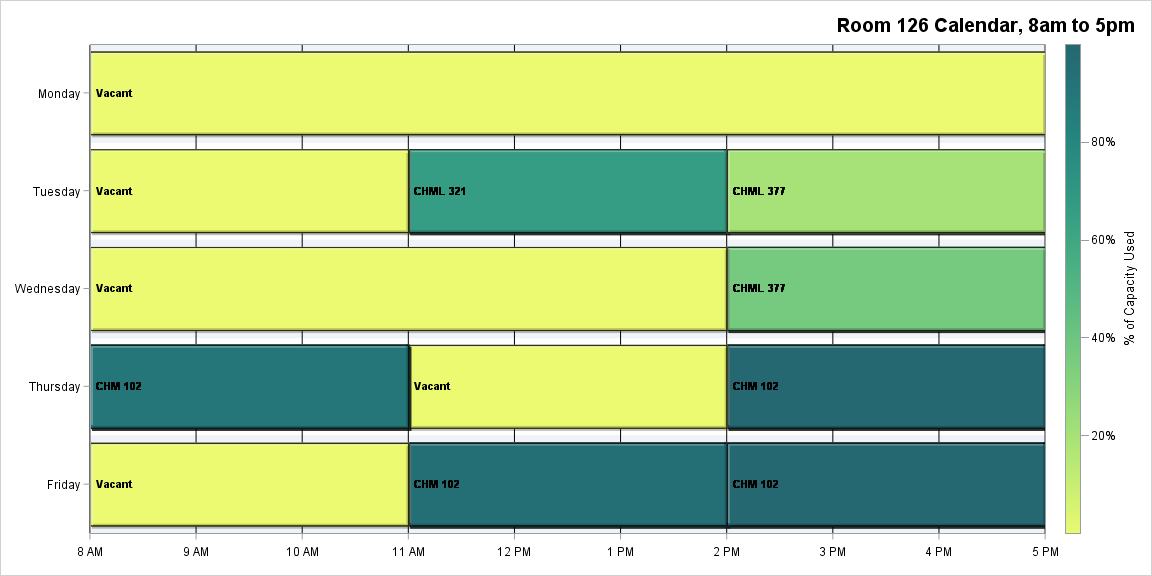 Room 126 Calendar, 8am to 5pm
Monday
Vacant
Tuesday
Vacant
CHML 321
CHML 377
Wednesday
Vacant
CHML 377
Thursday
CHM 102
Vacant
CHM 102
Friday
Vacant
CHM 102
CHM 102
8 AM
9 AM
10 AM
11 AM
12 PM
1 PM
2 PM
3 PM
4 PM
5 PM
80%
60%
40%
20%
% of Capacity Used